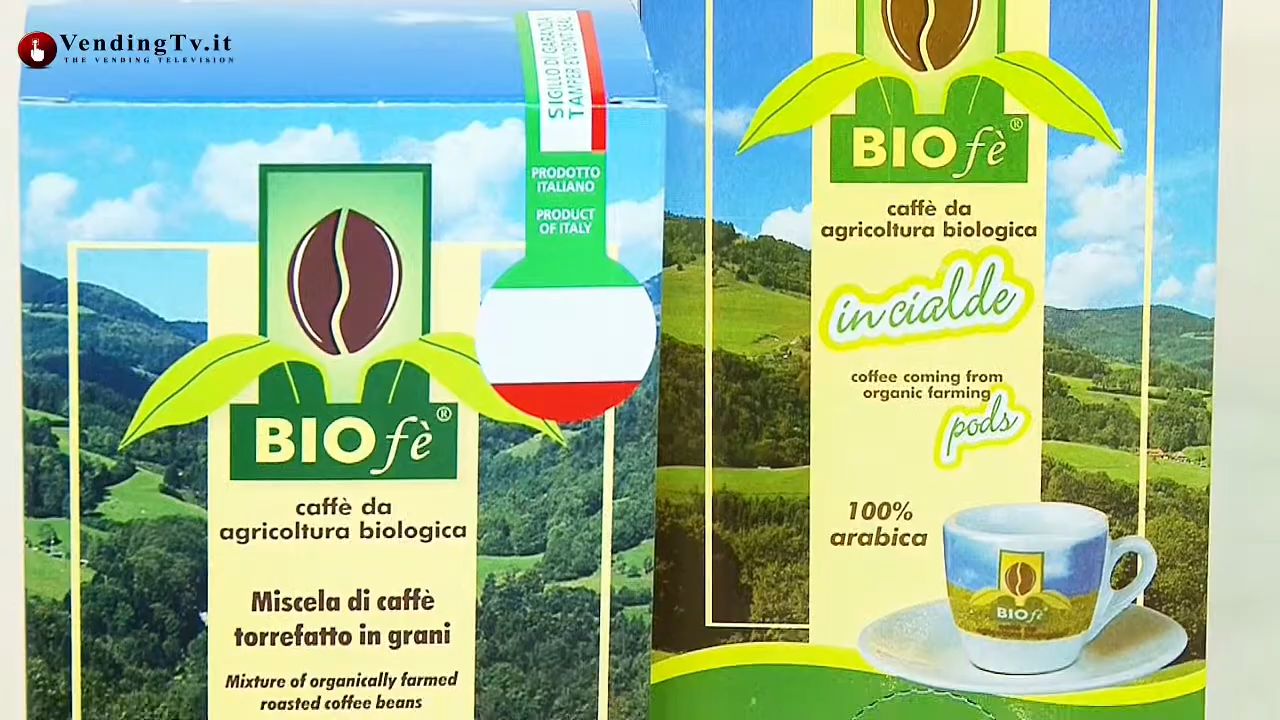 VendingTv.it
THE VENDING TELEVISION
SIGILLO DI GARANZIA
TAMPER EVIDENT SEAL
PRODOTTO
ITALIANO
PRODUCT
OF ITALY
BIOfè®
caffè da
agricoltura biologica
Miscela di caffè
torrefatto in grani
Mixture of organically farmed
roasted coffee beans
BIOfè®
caffè da
agricoltura biologica
in cialde
coffee coming from
organic farming
pods
100%
arabica
BIOfè